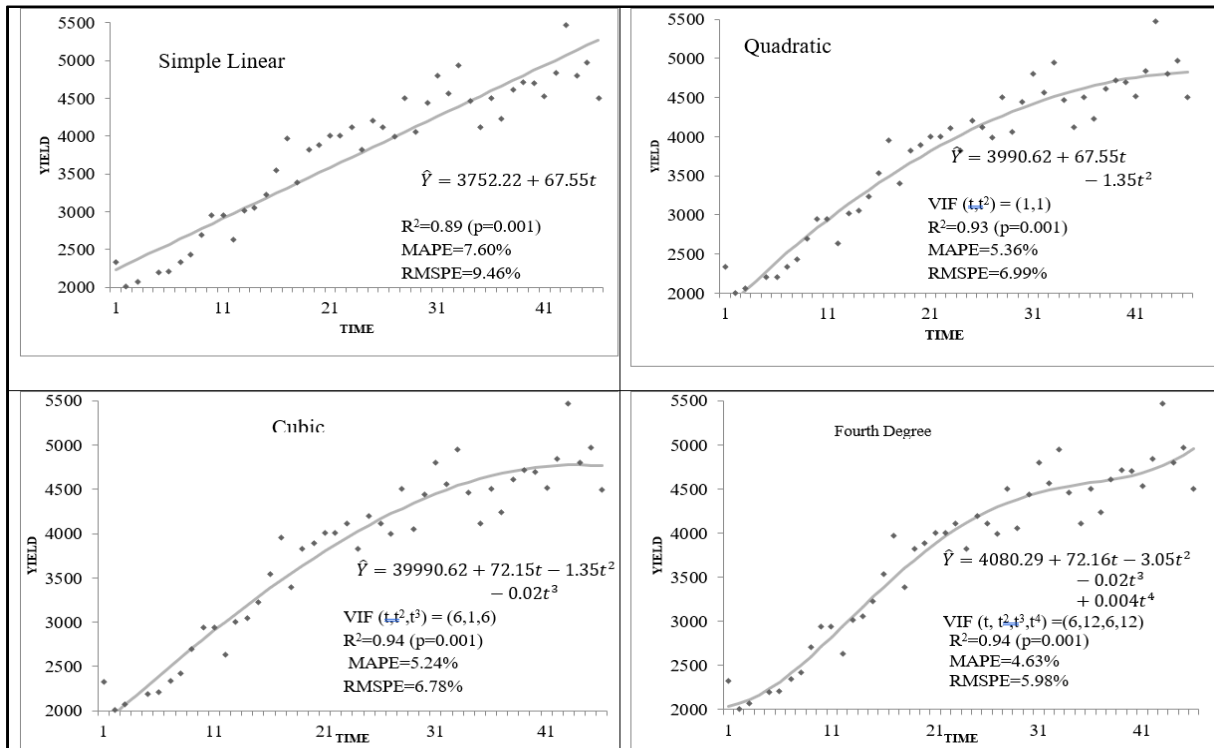 Simple Linear
5500
5000
4500
4000
3500
3000
2500
2000
YIELD
Ŷ = 3752.22 + 67.55t
R²=0.89 (p=0.001)
MAPE=7.60%
RMSPE=9.46%
1 11 21 31 41
TIME
Quadratic
5500
5000
4500
4000
3500
3000
2500
2000
YIELD
Ŷ = 3990.62 + 67.55t
− 1.35t²
VIF (t,t²) = (1,1)
R²=0.93 (p=0.001)
MAPE=5.36%
RMSPE=6.99%
1 11 21 31 41
TIME
Cubic
5500
5000
4500
4000
3500
3000
2500
2000
YIELD
Ŷ = 39990.62 + 72.15t − 1.35t²
− 0.02t³
VIF (t,t²,t³) = (6,1,6)
R²=0.94 (p=0.001)
MAPE=5.24%
RMSPE=6.78%
1 11 21 31 41
TIME
Fourth Degree
5500
5000
4500
4000
3500
3000
2500
2000
YIELD
Ŷ = 4080.29 + 72.16t − 3.05t²
− 0.02t³
+ 0.004t⁴
VIF (t, t²,t³,t⁴) =(6,12,6,12)
R²=0.94 (p=0.001)
MAPE=4.63%
RMSPE=5.98%
1 11 21 31 41
TIME